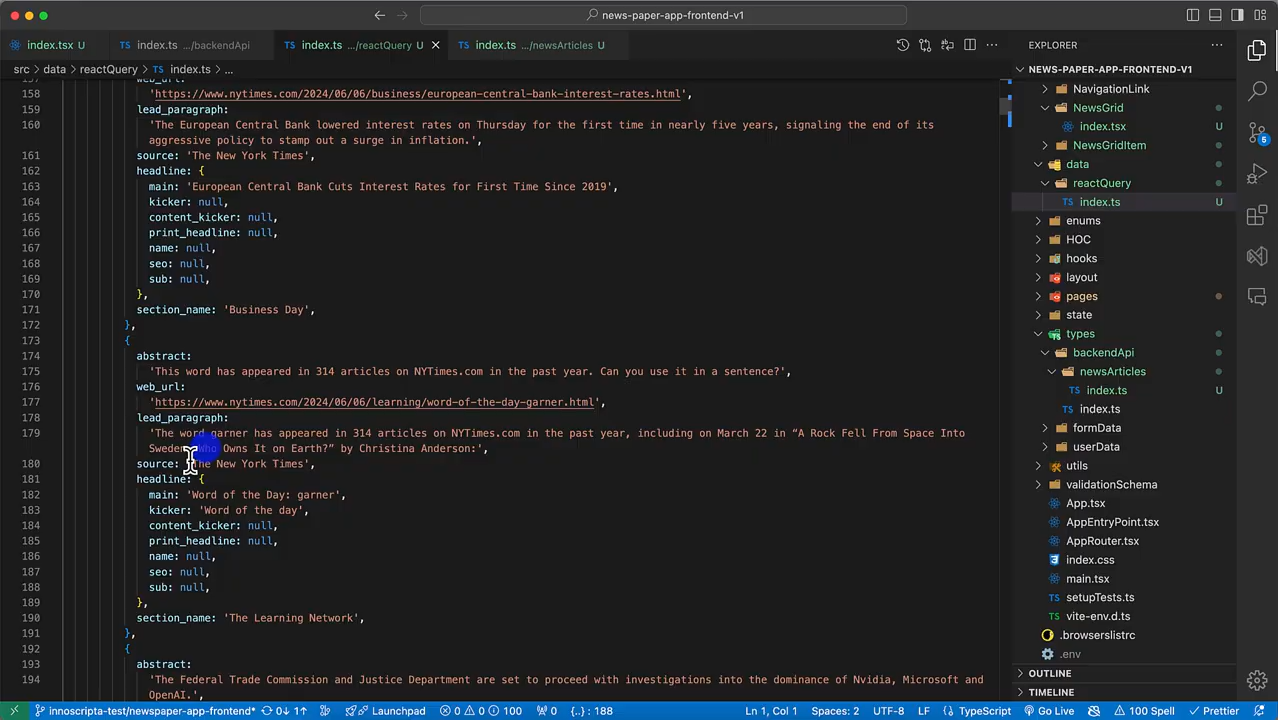 news-paper-app-frontend-v1
index.tsx U
index.ts .../backendApi
index.ts .../reactQuery U
index.ts .../newsArticles U
EXPLORER
src > data > reactQuery > TS index.ts > ...
NEWS-PAPER-APP-FRONTEND-V1
157 web_url:
158 'https://www.nytimes.com/2024/06/06/business/european-central-bank-interest-rates.html',
159 lead_paragraph:
160 'The European Central Bank lowered interest rates on Thursday for the first time in nearly five years, signaling the end of its
aggressive policy to stamp out a surge in inflation.',
161 source: 'The New York Times',
162 headline: {
163 main: 'European Central Bank Cuts Interest Rates for First Time Since 2019',
164 kicker: null,
165 content_kicker: null,
166 print_headline: null,
167 name: null,
168 seo: null,
169 sub: null,
170 },
171 section_name: 'Business Day',
172 },
173 {
174 abstract:
175 'This word has appeared in 314 articles on NYTimes.com in the past year. Can you use it in a sentence?',
176 web_url:
177 'https://www.nytimes.com/2024/06/06/learning/word-of-the-day-garner.html',
178 lead_paragraph:
179 'The word garner has appeared in 314 articles on NYTimes.com in the past year, including on March 22 in “A Rock Fell From Space Into
Sweden. Who Owns It on Earth?” by Christina Anderson:',
180 source: 'The New York Times',
181 headline: {
182 main: 'Word of the Day: garner',
183 kicker: 'Word of the day',
184 content_kicker: null,
185 print_headline: null,
186 name: null,
187 seo: null,
188 sub: null,
189 },
190 section_name: 'The Learning Network',
191 },
192 {
193 abstract:
194 'The Federal Trade Commission and Justice Department are set to proceed with investigations into the dominance of Nvidia, Microsoft and
OpenAI.',
NavigationLink
NewsGrid
index.tsx U
NewsGridItem
data
reactQuery
TS index.ts U
enums
HOC
hooks
layout
pages
state
types
backendApi
newsArticles
TS index.ts U
TS index.ts
formData
userData
utils
validationSchema
App.tsx
AppEntryPoint.tsx
AppRouter.tsx
index.css
main.tsx
TS setupTests.ts
TS vite-env.d.ts
.browserslistrc
.env
OUTLINE
TIMELINE
5
innoscripta-test/newspaper-app-frontend* 0↓ 1↑ Launchpad 0 0 100 0 {..} : 188 Ln 1, Col 1 Spaces: 2 UTF-8 LF {} TypeScript Go Live 100 Spell Prettier